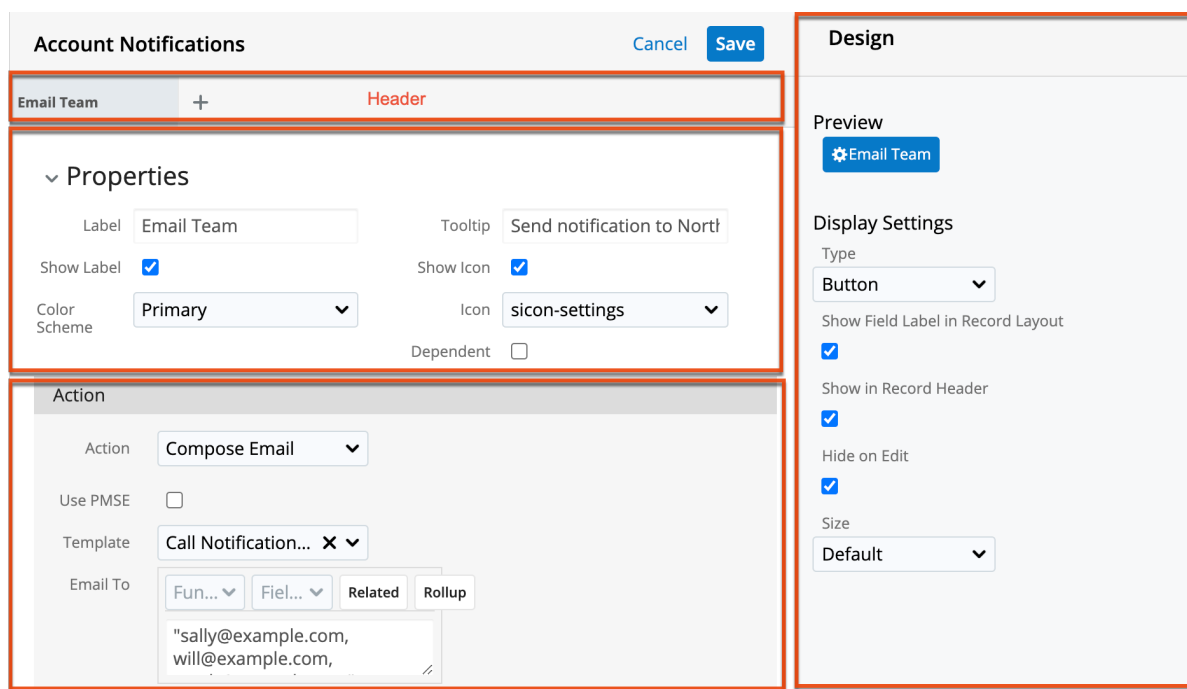 Account Notifications
Cancel
Save
Email Team
+
Header
Properties
Label
Email Team
Tooltip
Send notification to North
Show Label
Show Icon
Color
Scheme
Primary
Icon
sicon-settings
Dependent
Action
Action
Compose Email
Use PMSE
Template
Call Notification...
Email To
Fun...
Fiel...
Related
Rollup
"sally@example.com,
will@example.com,
Design
Preview
Email Team
Display Settings
Type
Button
Show Field Label in Record Layout
Show in Record Header
Hide on Edit
Size
Default